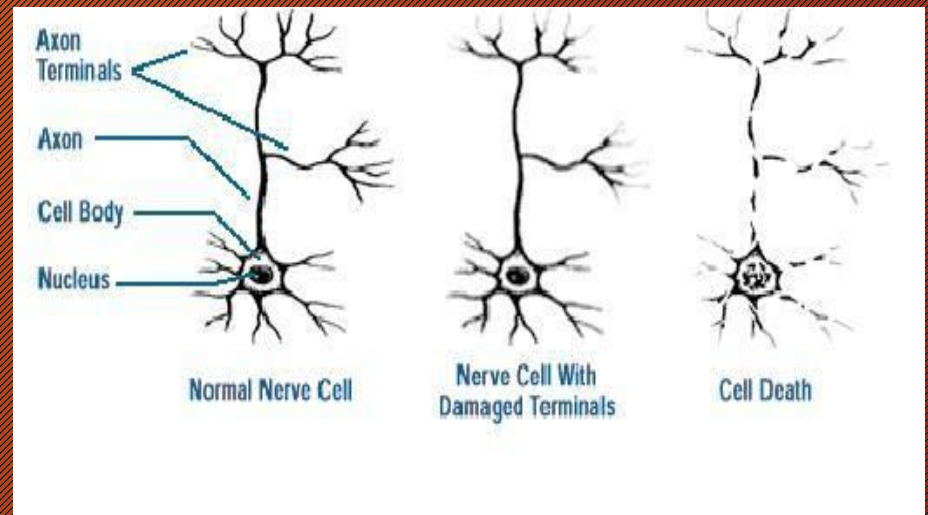 Axon
Terminals
Axon
Cell Body
Nucleus
Normal Nerve Cell
Nerve Cell With
Damaged Terminals
Cell Death